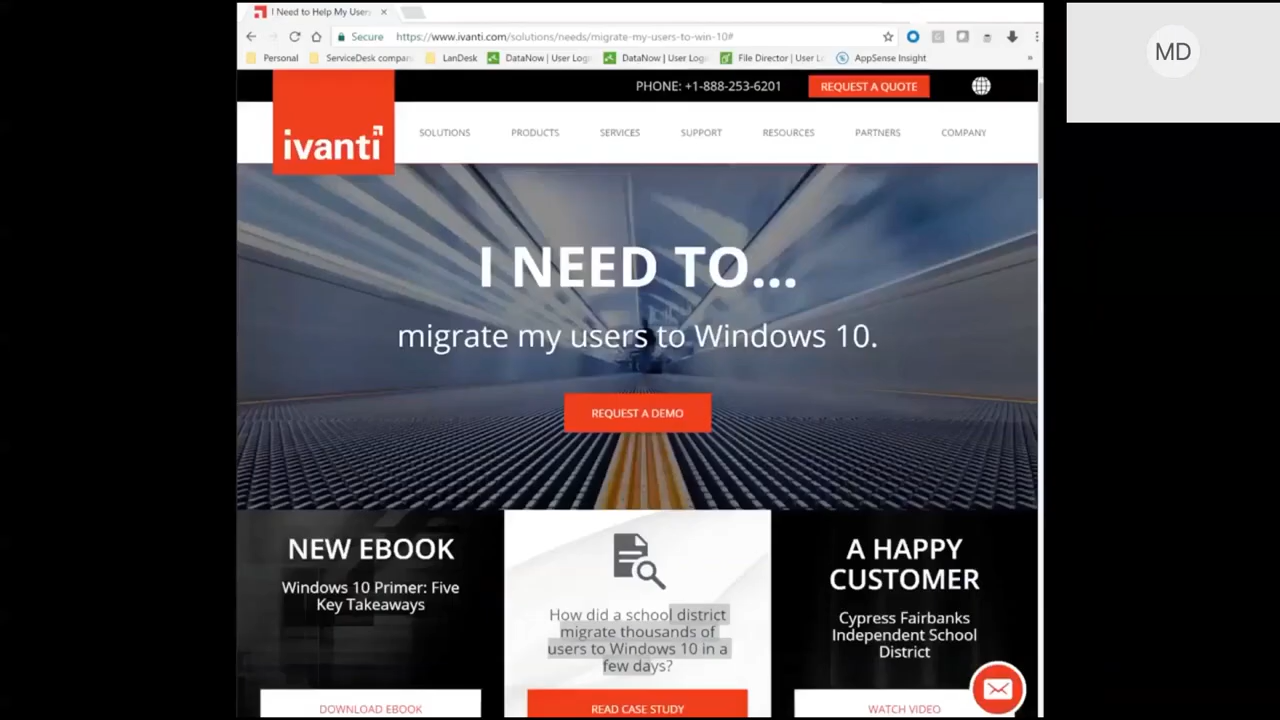 I Need to Help My Users
MD
Secure
https://www.ivanti.com/solutions/needs/migrate-my-users-to-win-10#
Personal
ServiceDesk compar
LanDesk
DataNow | User Logi
DataNow | User Logi
File Director | User L
AppSense Insight
»
PHONE: +1-888-253-6201
REQUEST A QUOTE
ivanti
SOLUTIONS
PRODUCTS
SERVICES
SUPPORT
RESOURCES
PARTNERS
COMPANY
I NEED TO...
migrate my users to Windows 10.
REQUEST A DEMO
NEW EBOOK
Windows 10 Primer: Five
Key Takeaways
DOWNLOAD EBOOK
How did a school district
migrate thousands of
users to Windows 10 in a
few days?
READ CASE STUDY
A HAPPY
CUSTOMER
Cypress Fairbanks
Independent School
District
WATCH VIDEO